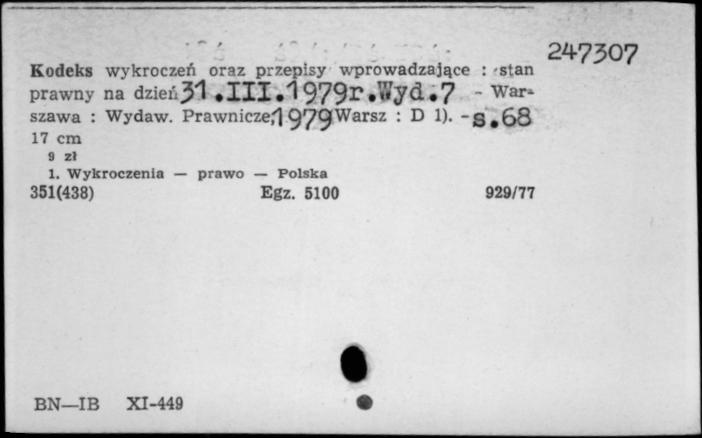 247307
Kodeks wykroczeń oraz przepisy wprowadzające : stan
prawny na dzień 31.III.1979r.Wyd.7 - War-
szawa : Wydaw. Prawnicze, 1979 Warsz : D 1). - s.68
17 cm
9 zł
1. Wykroczenia — prawo — Polska
351(438) Egz. 5100 929/77
BN—IB XI-449